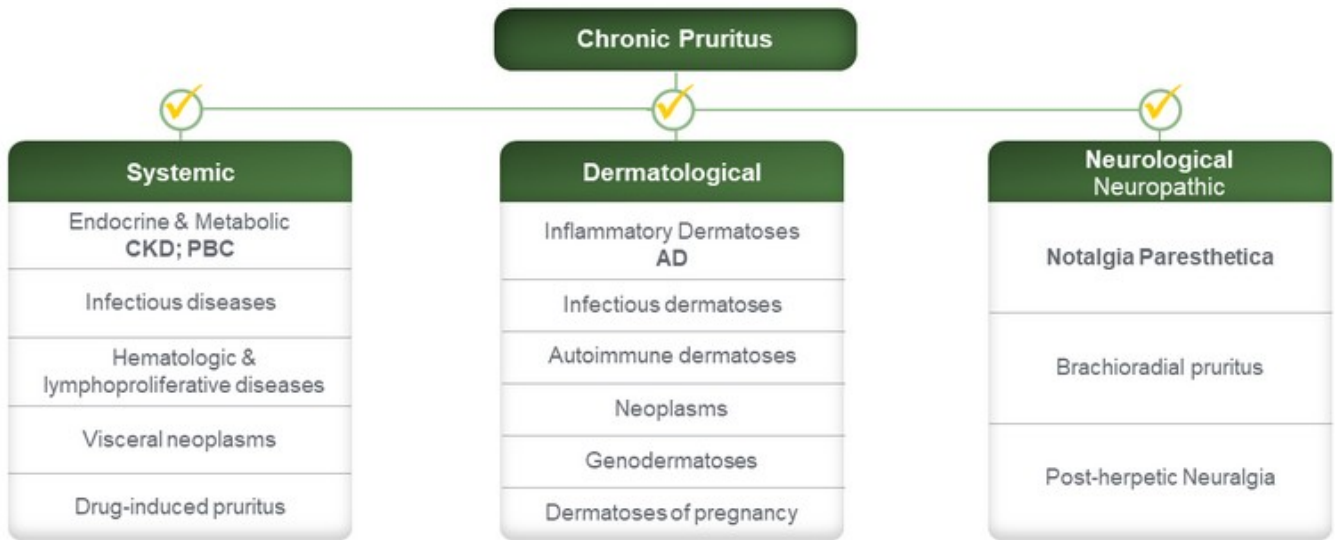 Chronic Pruritus
Systemic
Endocrine & Metabolic
CKD; PBC
Infectious diseases
Hematologic &
lymphoproliferative diseases
Visceral neoplasms
Drug-induced pruritus
Dermatological
Inflammatory Dermatoses
AD
Infectious dermatoses
Autoimmune dermatoses
Neoplasms
Genodermatoses
Dermatoses of pregnancy
Neurological
Neuropathic
Notalgia Paresthetica
Brachioradial pruritus
Post-herpetic Neuralgia